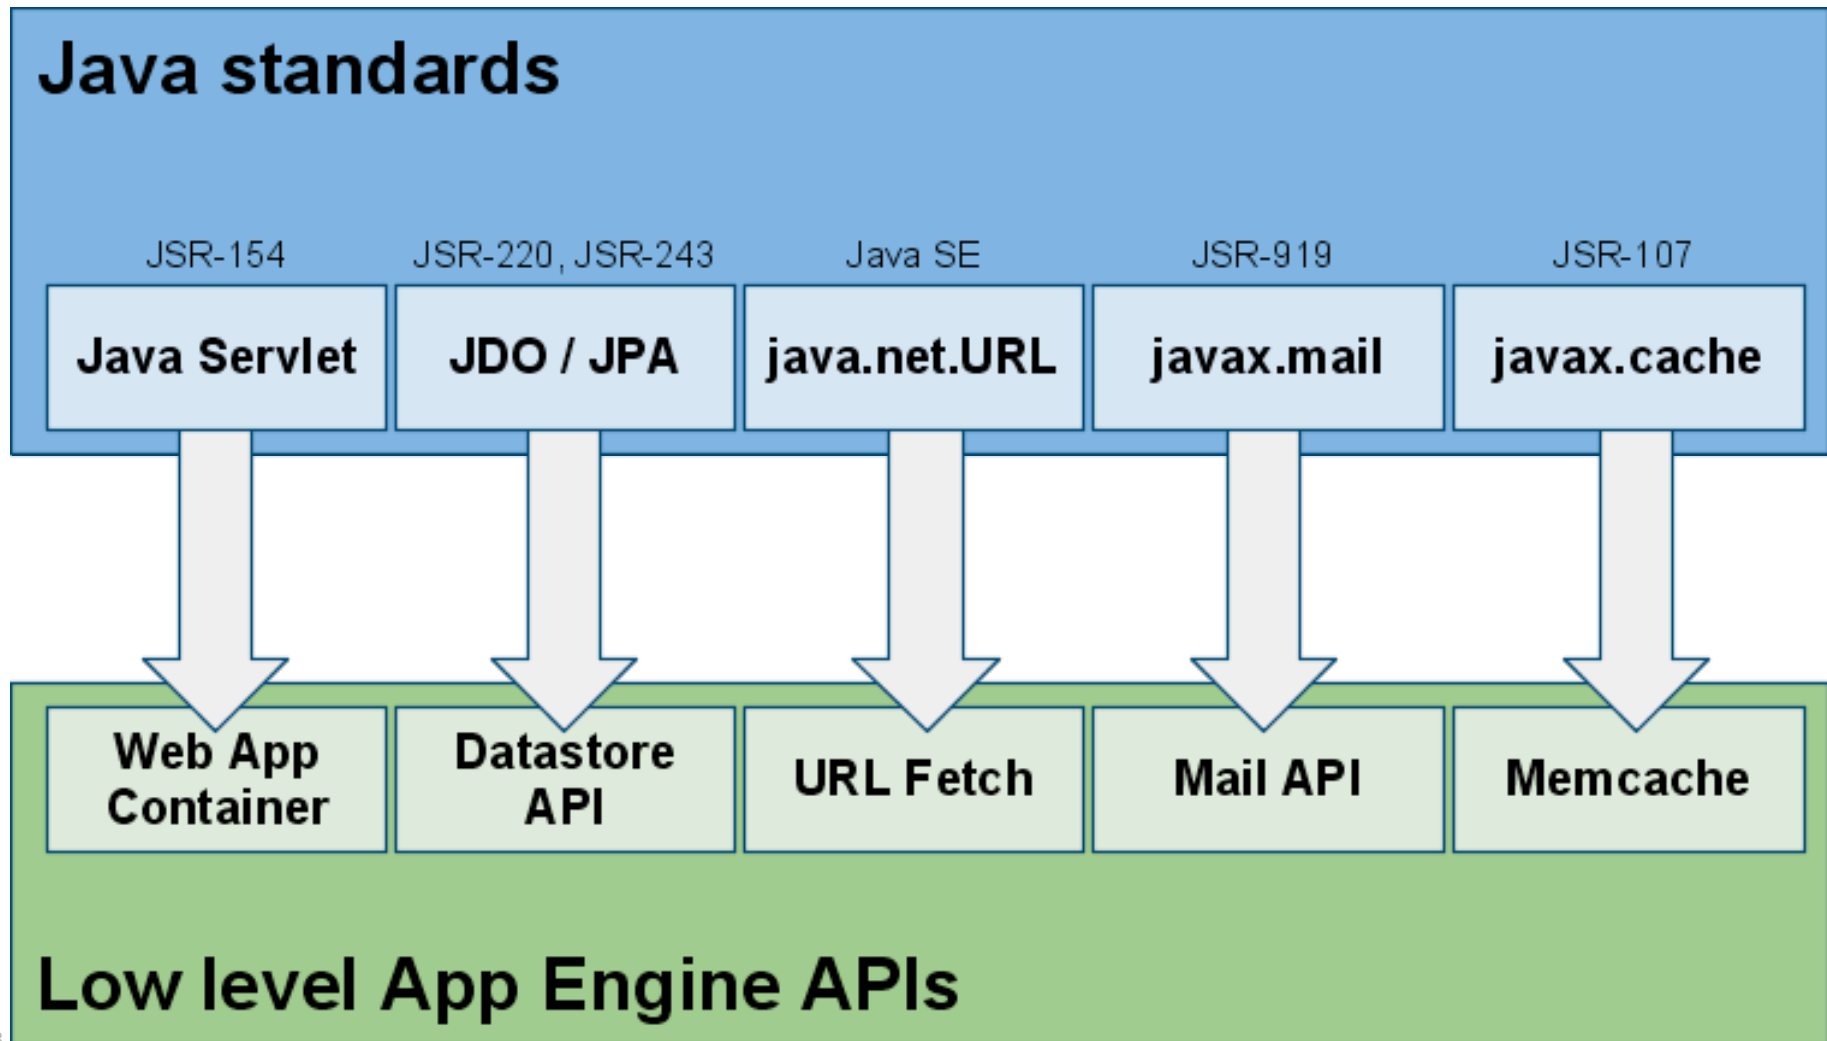 Java standards
JSR-154
JSR-220, JSR-243
Java SE
JSR-919
JSR-107
Java Servlet
JDO / JPA
java.net.URL
javax.mail
javax.cache
Web App
Container
Datastore
API
URL Fetch
Mail API
Memcache
Low level App Engine APIs